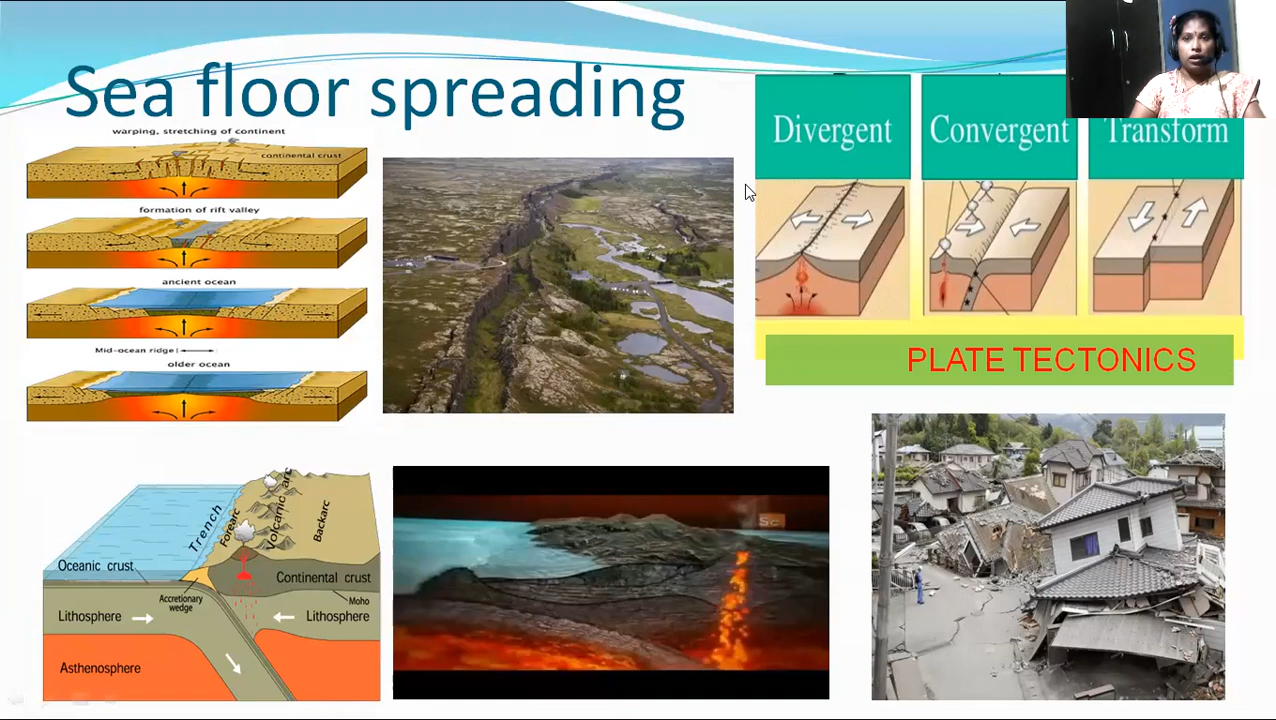 Sea floor spreading
warping, stretching of continent
continental crust
formation of rift valley
ancient ocean
Mid-ocean ridge
older ocean
Divergent
Convergent
Transform
PLATE TECTONICS
Trench
Forearc
Volcanic arc
Backarc
Oceanic crust
Continental crust
Accretionary
wedge
Moho
Lithosphere
Lithosphere
Asthenosphere
Sc